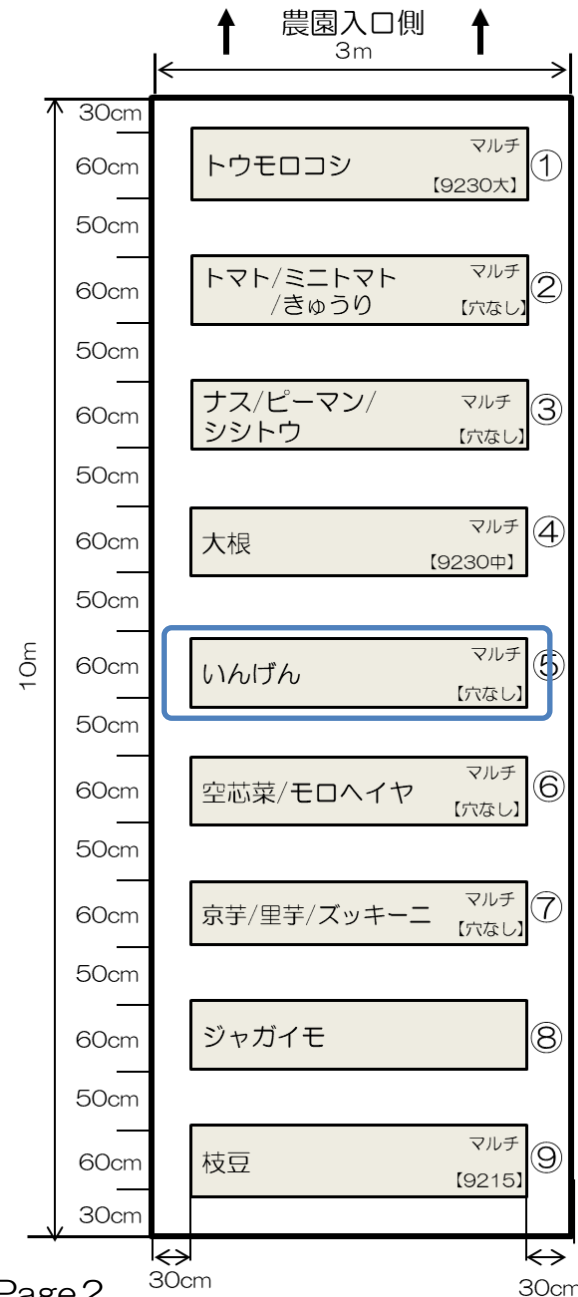 農園入口側
3m
30cm
60cm
トウモロコシ
マルチ
【9230大】
①
50cm
60cm
トマト/ミニトマト
/きゅうり
マルチ
【穴なし】
②
50cm
60cm
ナス/ピーマン/
シシトウ
マルチ
【穴なし】
③
50cm
60cm
大根
マルチ
【9230中】
④
50cm
10m
60cm
いんげん
マルチ
【穴なし】
⑤
50cm
60cm
空芯菜/モロヘイヤ
マルチ
【穴なし】
⑥
50cm
60cm
京芋/里芋/ズッキーニ
マルチ
【穴なし】
⑦
50cm
60cm
ジャガイモ
⑧
50cm
60cm
枝豆
マルチ
【9215】
⑨
30cm
30cm
30cm
Page2